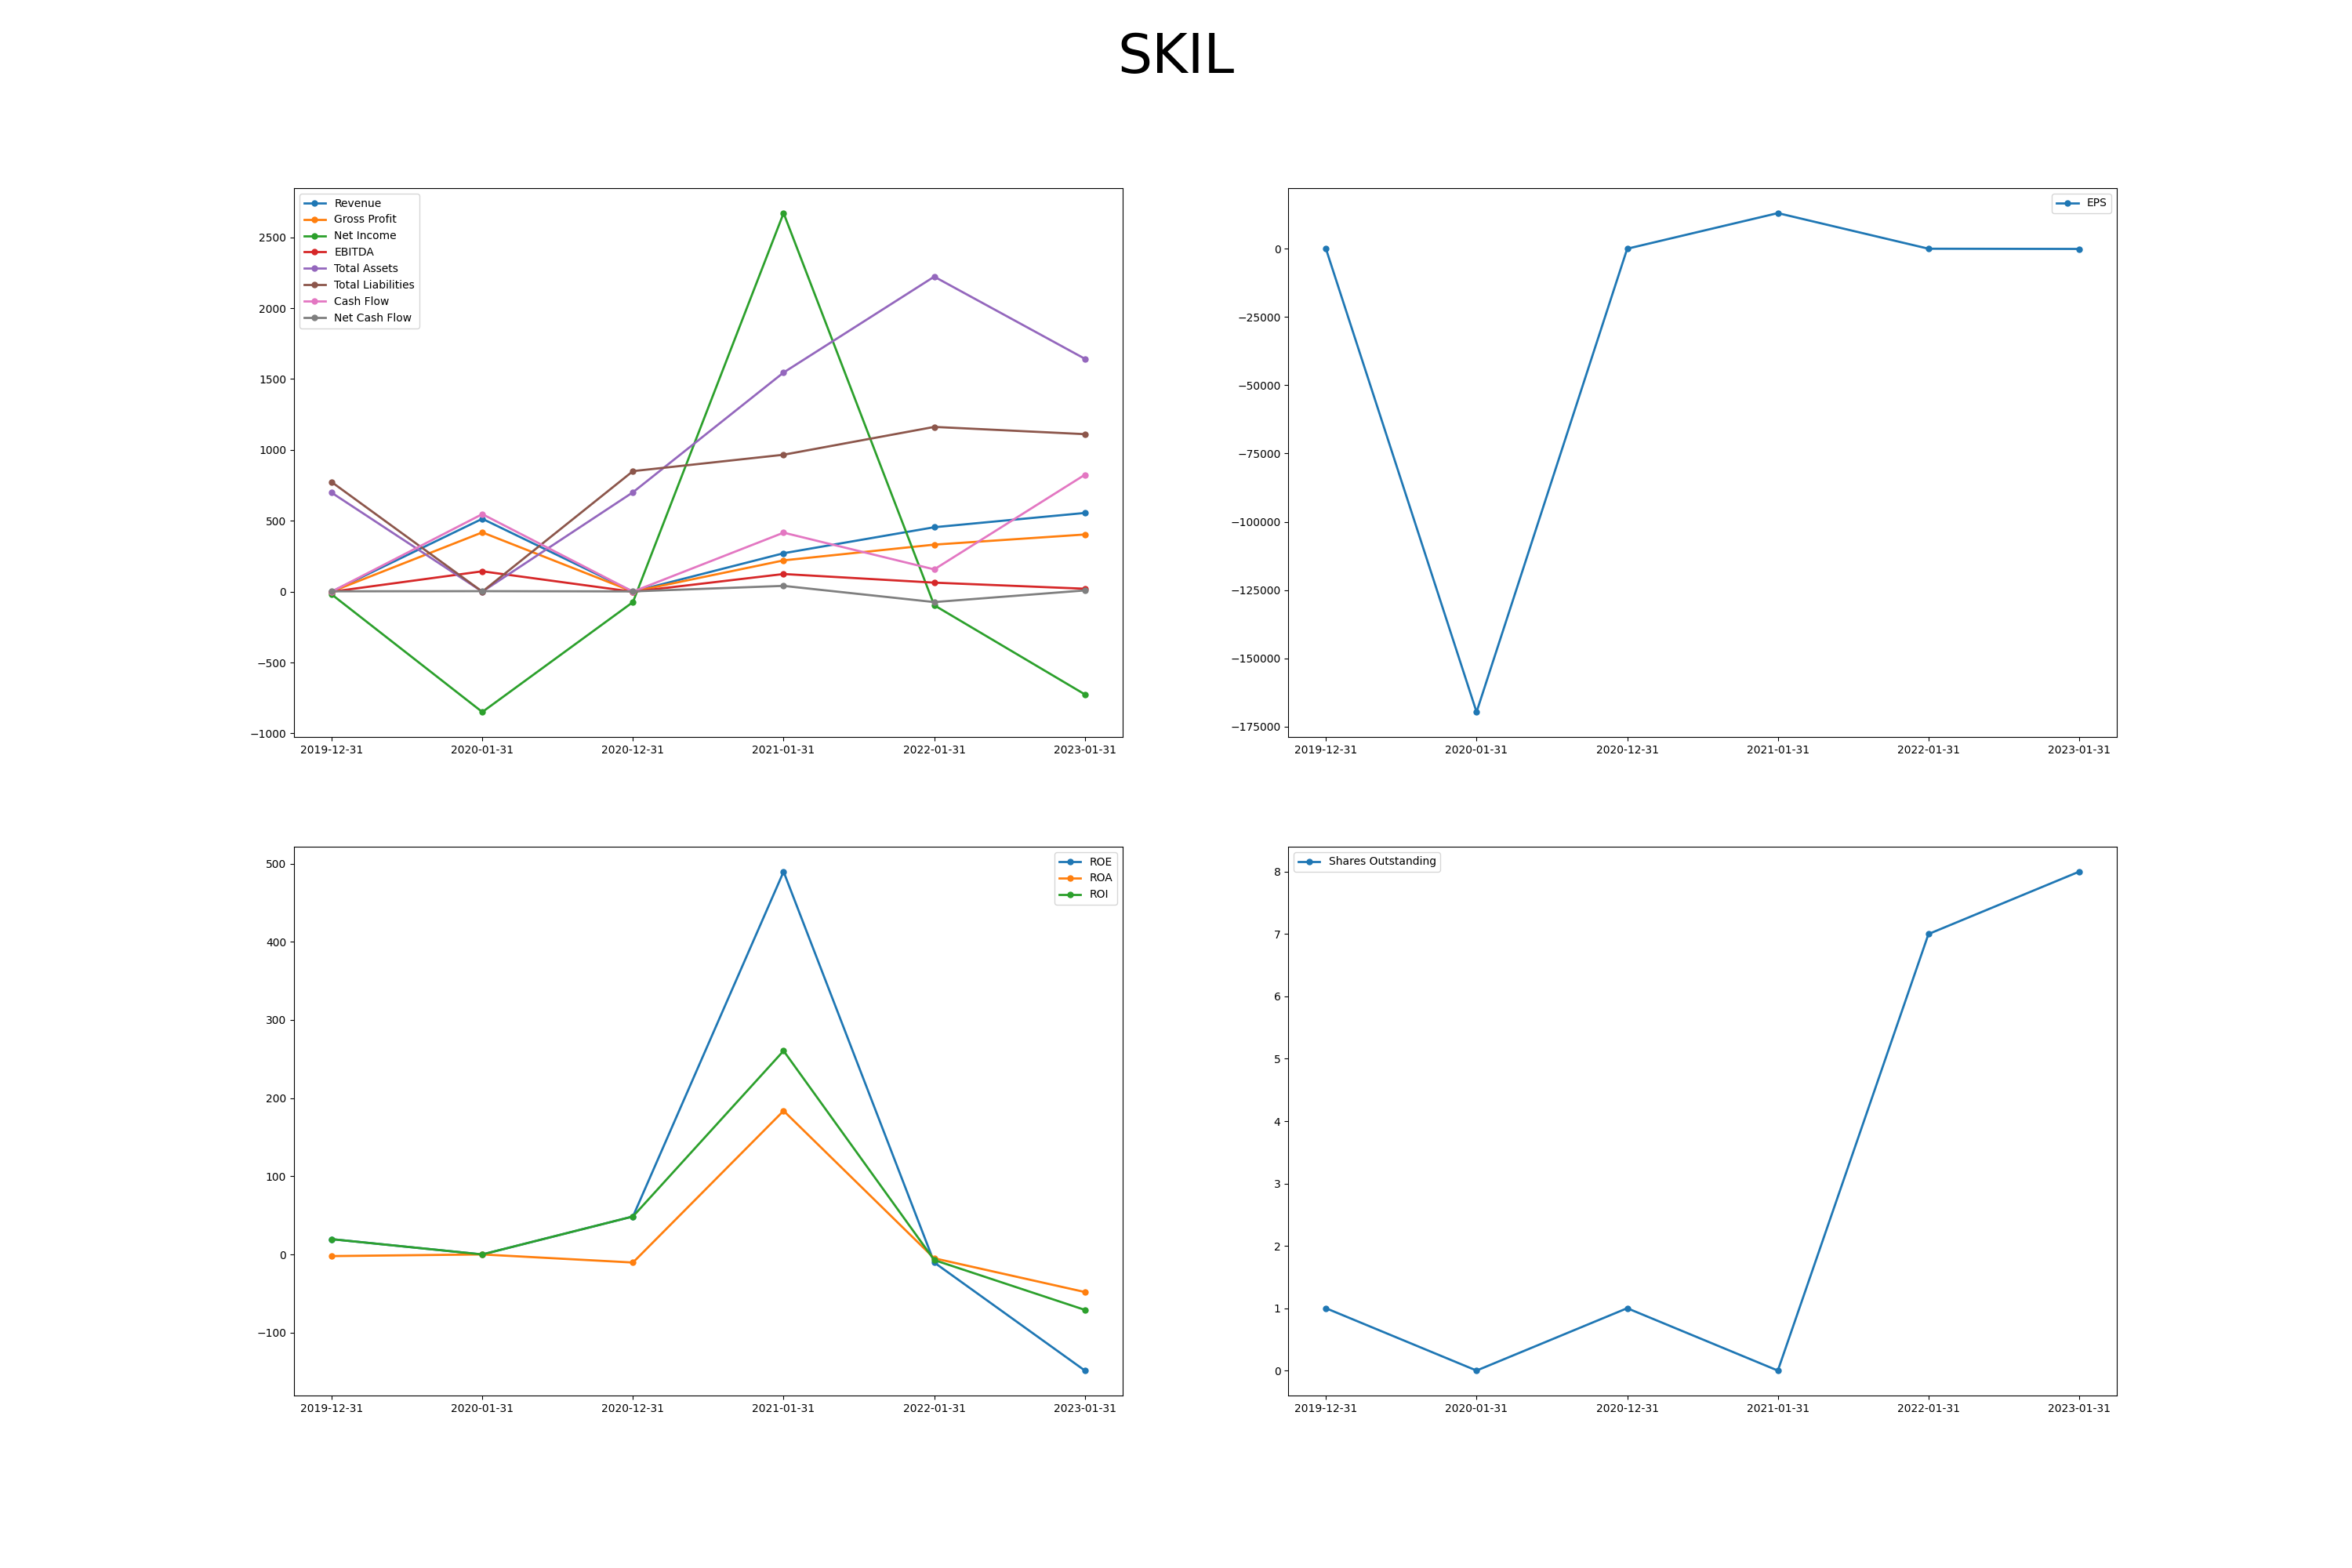 SKIL
Revenue
Gross Profit
Net Income
EBITDA
Total Assets
Total Liabilities
Cash Flow
Net Cash Flow
2500
2000
1500
1000
500
0
−500
−1000
2019-12-31 2020-01-31 2020-12-31 2021-01-31 2022-01-31 2023-01-31
EPS
0
−25000
−50000
−75000
−100000
−125000
−150000
−175000
2019-12-31 2020-01-31 2020-12-31 2021-01-31 2022-01-31 2023-01-31
ROE
ROA
ROI
500
400
300
200
100
0
−100
2019-12-31 2020-01-31 2020-12-31 2021-01-31 2022-01-31 2023-01-31
Shares Outstanding
8
7
6
5
4
3
2
1
0
2019-12-31 2020-01-31 2020-12-31 2021-01-31 2022-01-31 2023-01-31